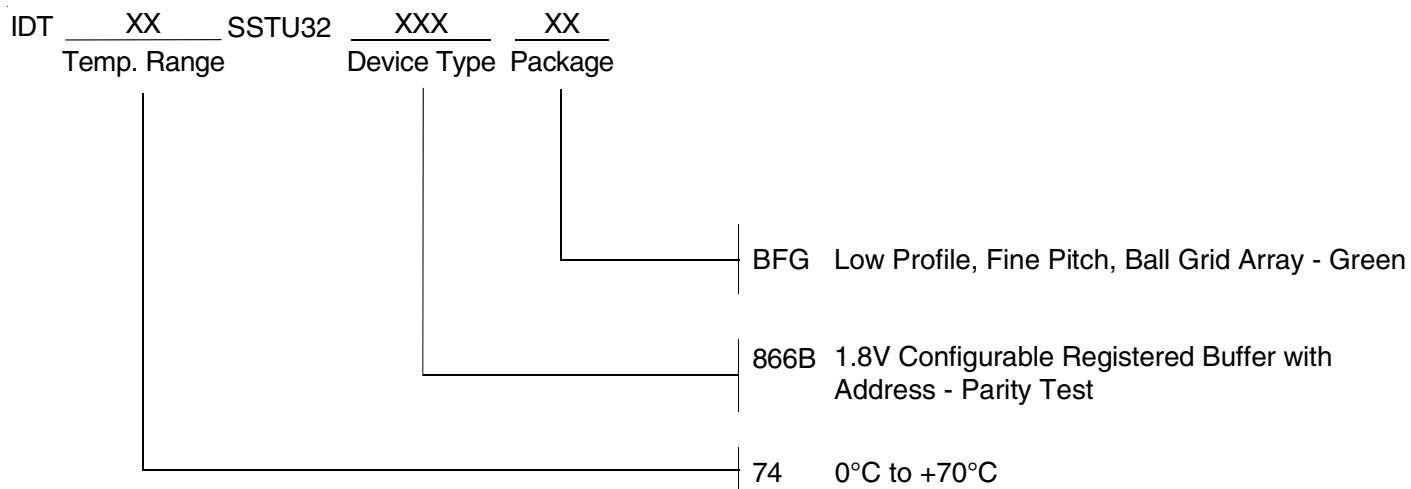 IDT XX SSTU32 XXX XX
Temp. Range Device Type Package
BFG Low Profile, Fine Pitch, Ball Grid Array - Green
866B 1.8V Configurable Registered Buffer with
Address - Parity Test
74 0°C to +70°C